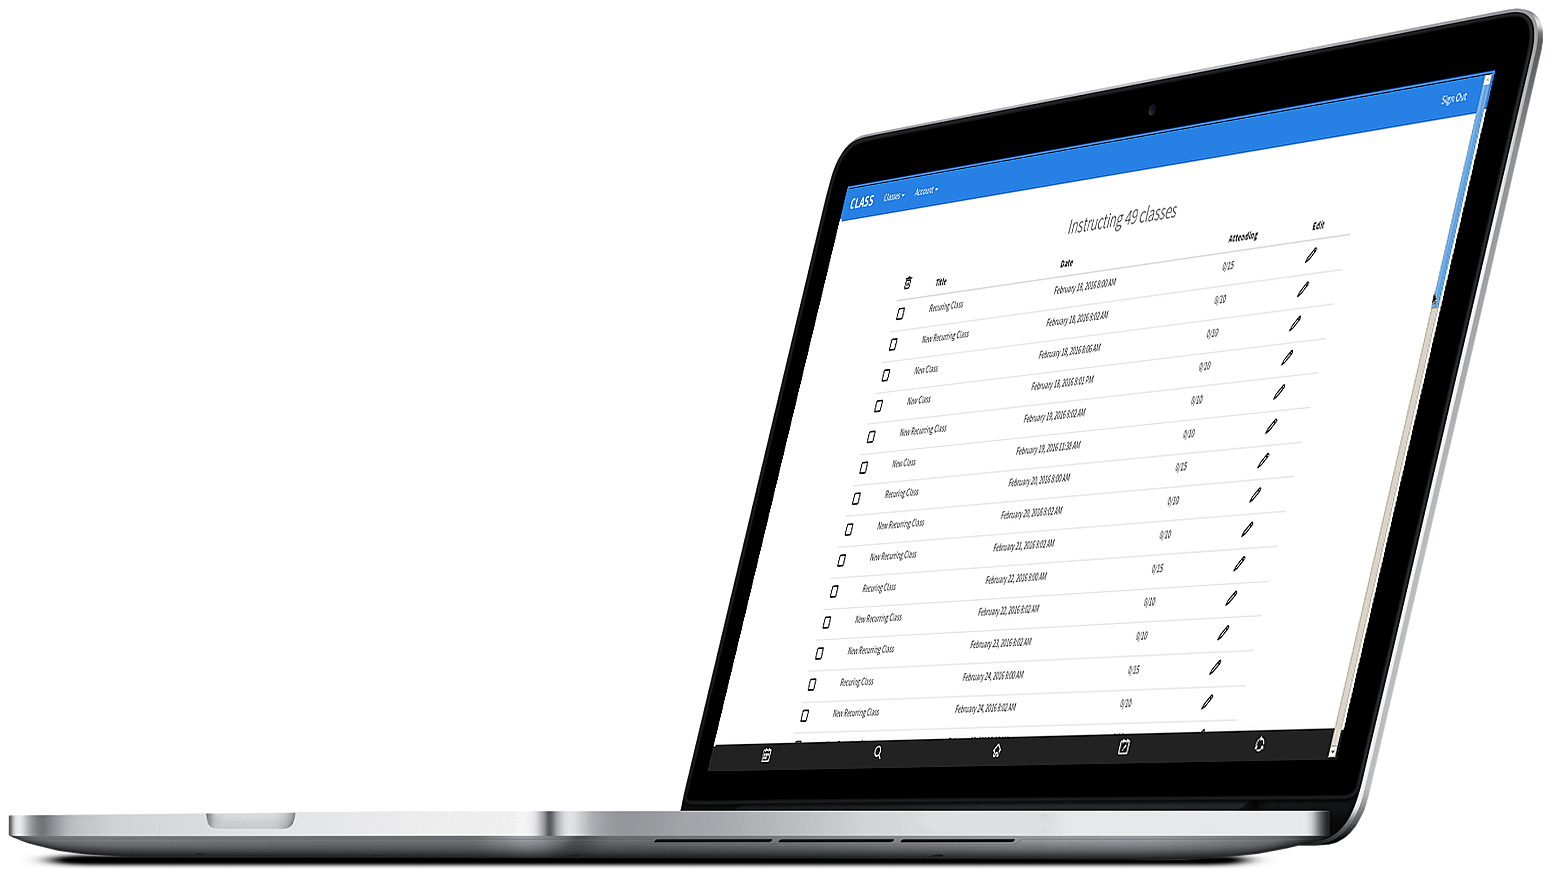 CLASS Classes Account Sign Out
Instructing 49 classes
Title Date Attending Edit
Recuring Class February 18, 2016 8:00 AM 0/15
New Recurring Class February 18, 2016 8:02 AM 0/10
New Class February 18, 2016 8:06 AM 0/10
New Class February 18, 2016 8:01 PM 0/10
New Recurring Class February 19, 2016 8:02 AM 0/10
New Class February 19, 2016 11:38 AM 0/10
Recuring Class February 20, 2016 8:00 AM 0/15
New Recurring Class February 20, 2016 8:02 AM 0/10
New Recurring Class February 21, 2016 8:02 AM 0/10
Recuring Class February 22, 2016 8:00 AM 0/15
New Recurring Class February 22, 2016 8:02 AM 0/10
New Recurring Class February 23, 2016 8:02 AM 0/10
Recuring Class February 24, 2016 8:00 AM 0/15
New Recurring Class February 24, 2016 8:02 AM 0/10